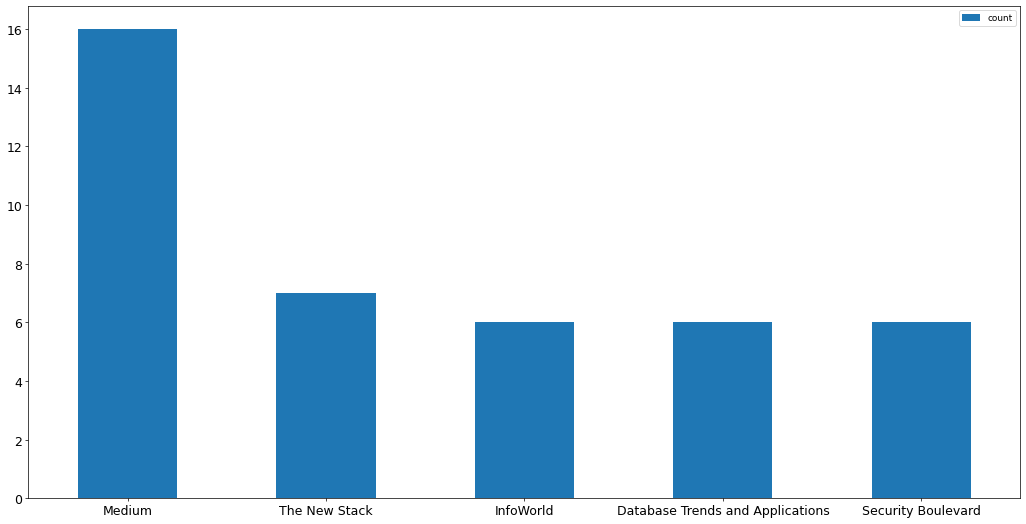 count
16
14
12
10
8
6
4
2
0
Medium
The New Stack
InfoWorld
Database Trends and Applications
Security Boulevard